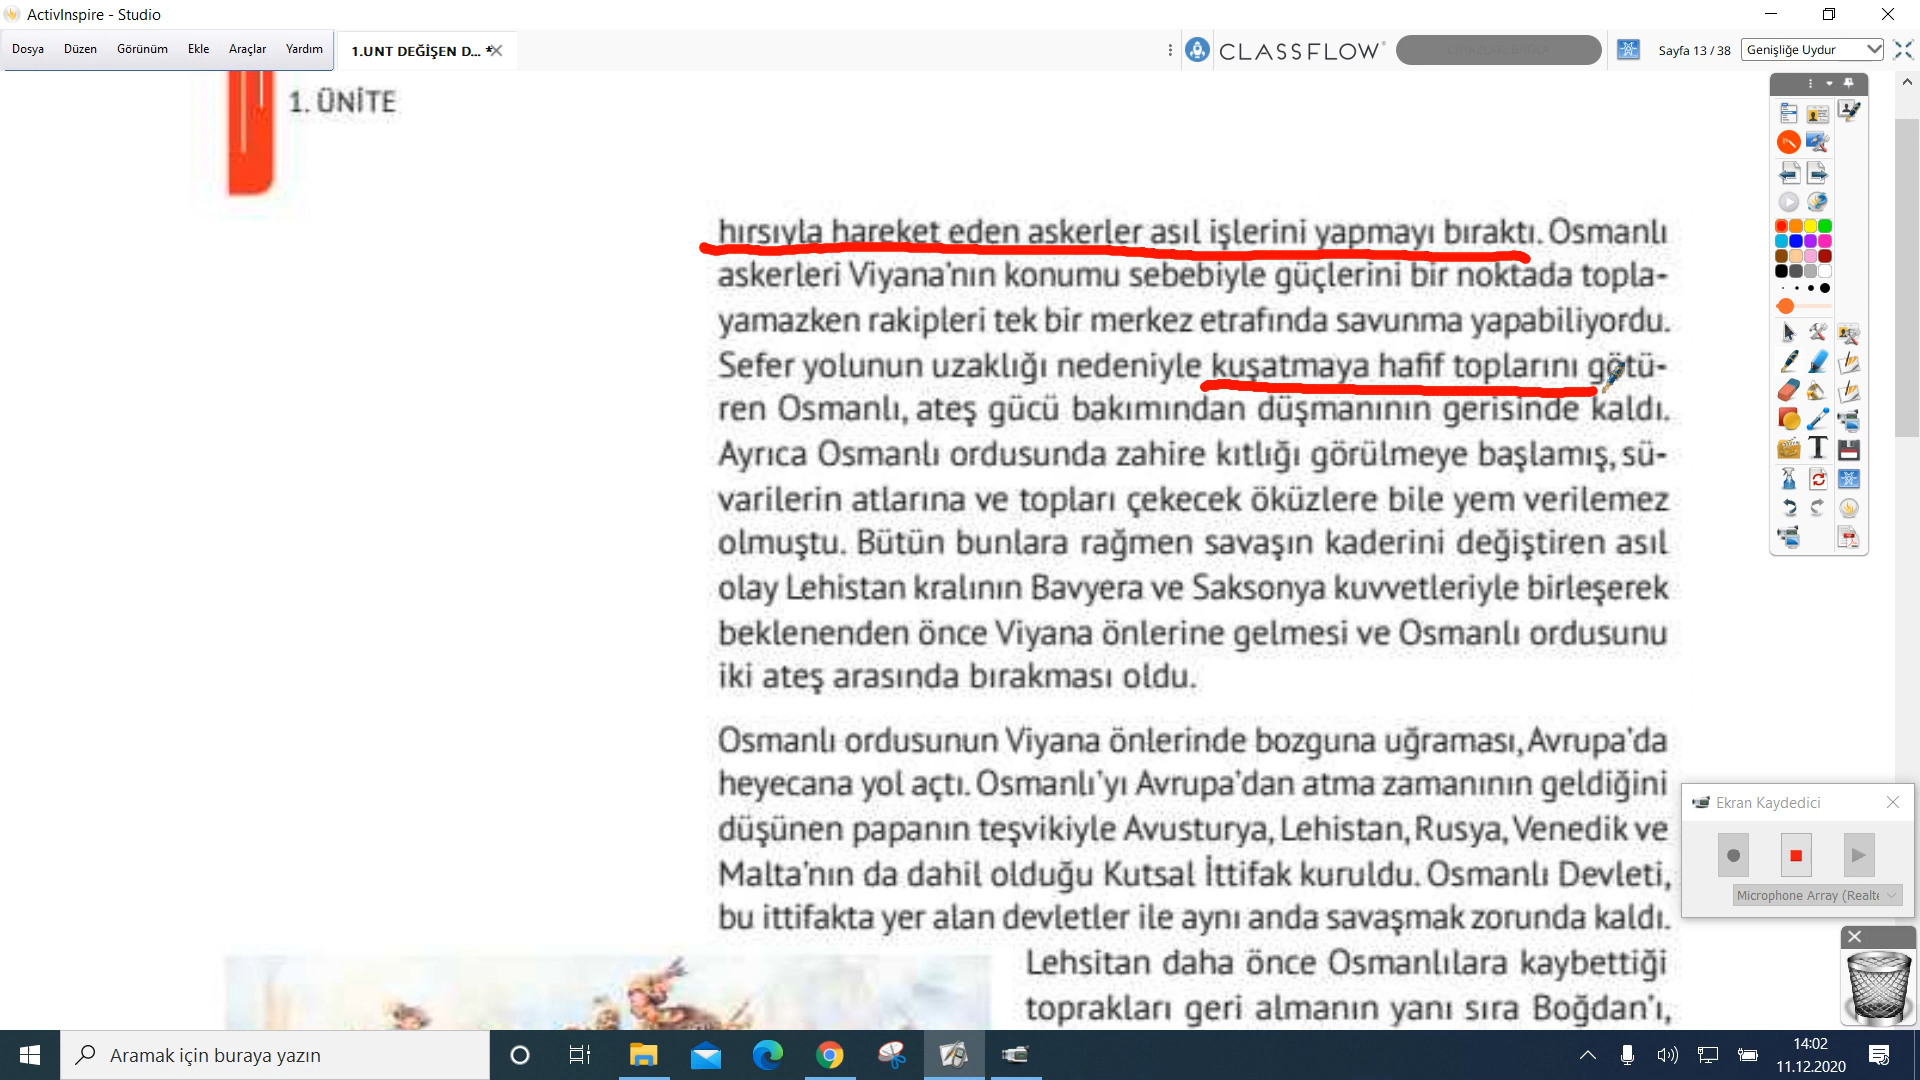 ActivInspire - Studio
Dosya Düzen Görünüm Ekle Araçlar Yardım
1.UNT DEĞİŞEN D... *
CLASSFLOW
Sayfa 13 / 38
Genişliğe Uydur
1. ÜNİTE
hırsıyla hareket eden askerler asıl işlerini yapmayı bıraktı. Osmanlı
askerleri Viyana'nın konumu sebebiyle güçlerini bir noktada topla-
yamazken rakipleri tek bir merkez etrafında savunma yapabiliyordu.
Sefer yolunun uzaklığı nedeniyle kuşatmaya hafif toplarını götü-
ren Osmanlı, ateş gücü bakımından düşmanının gerisinde kaldı.
Ayrıca Osmanlı ordusunda zahire kıtlığı görülmeye başlamış, sü-
varilerin atlarına ve topları çekecek öküzlere bile yem verilemez
olmuştu. Bütün bunlara rağmen savaşın kaderini değiştiren asıl
olay Lehistan kralının Bavyera ve Saksonya kuvvetleriyle birleşerek
beklenenden önce Viyana önlerine gelmesi ve Osmanlı ordusunu
iki ateş arasında bırakması oldu.
Osmanlı ordusunun Viyana önlerinde bozguna uğraması, Avrupa'da
heyecana yol açtı. Osmanlı'yı Avrupa'dan atma zamanının geldiğini
düşünen papanın teşvikiyle Avusturya, Lehistan, Rusya, Venedik ve
Malta'nın da dahil olduğu Kutsal İttifak kuruldu. Osmanlı Devleti,
bu ittifakta yer alan devletler ile aynı anda savaşmak zorunda kaldı.
Lehsitan daha önce Osmanlılara kaybettiği
toprakları geri almanın yanı sıra Boğdan'ı,
Ekran Kaydedici
Microphone Array (Realte
Aramak için buraya yazın
14:02
11.12.2020